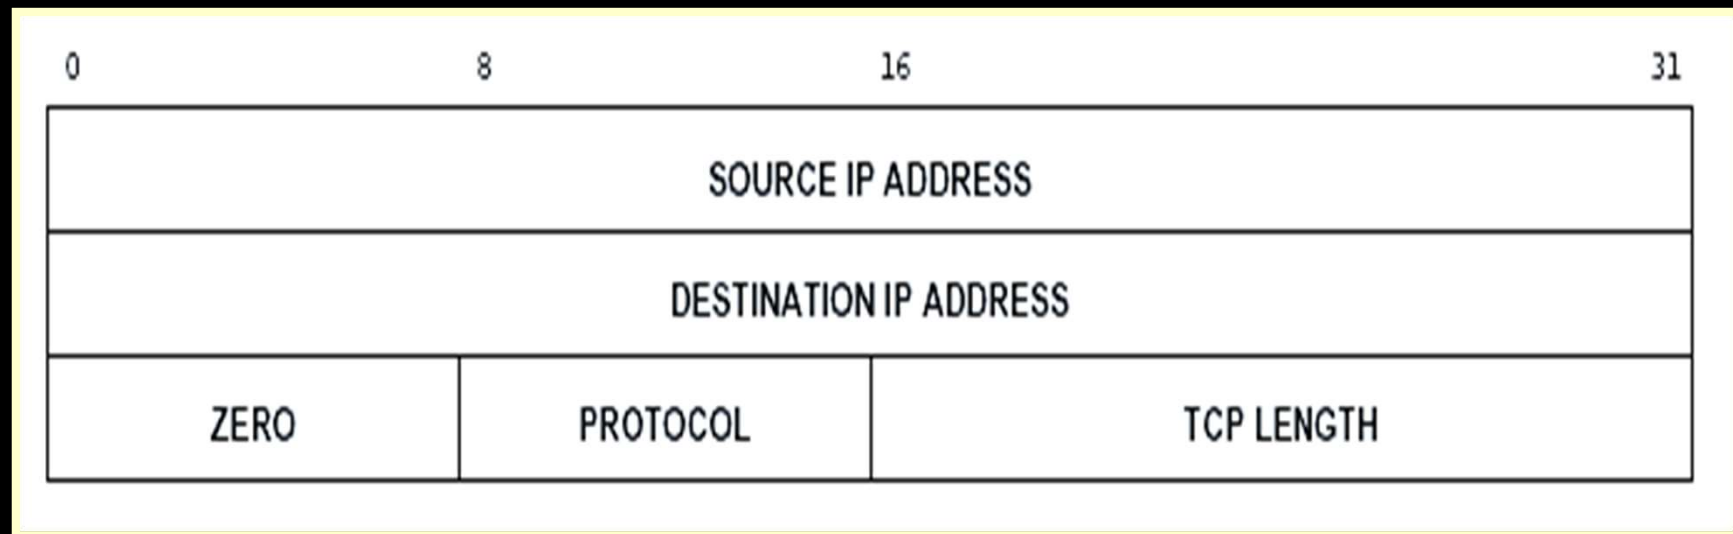 0 8 16 31
SOURCE IP ADDRESS
DESTINATION IP ADDRESS
ZERO PROTOCOL TCP LENGTH